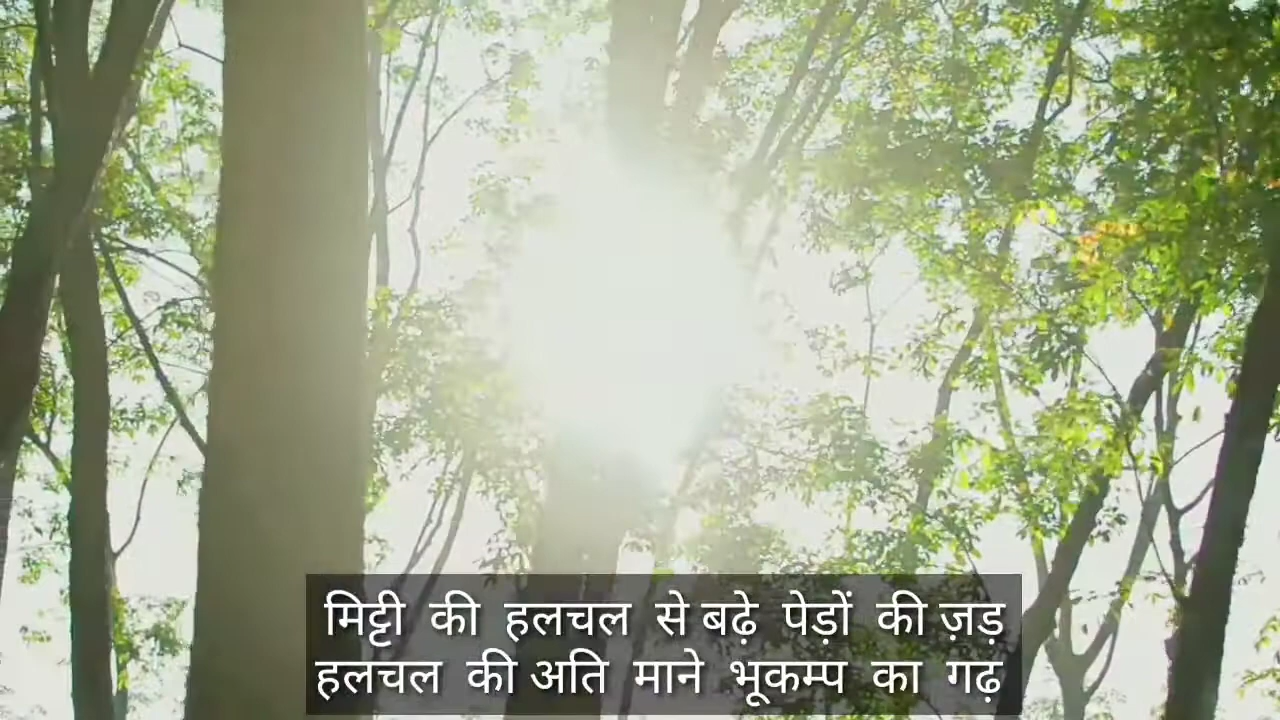 मिट्टी की हलचल से बढ़े पेड़ों की ज़ड़
हलचल की अति माने भूकम्प का गढ़